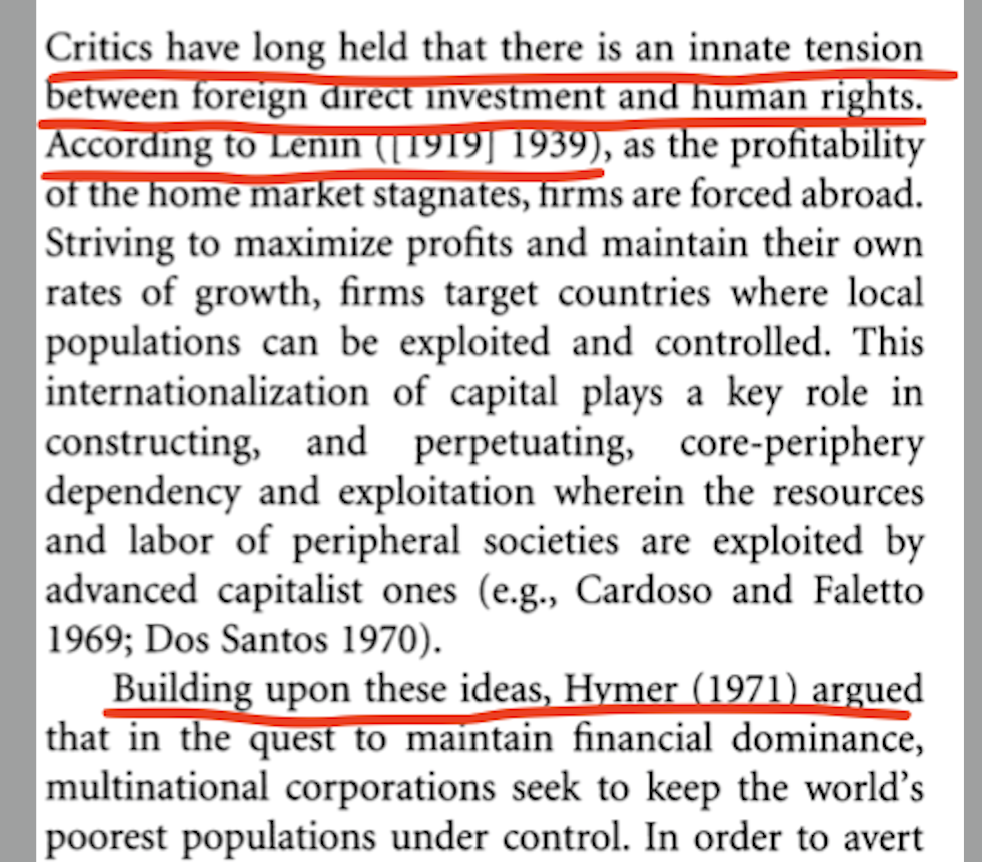 Critics have long held that there is an innate tension
between foreign direct investment and human rights.
According to Lenin ([1919] 1939), as the profitability
of the home market stagnates, firms are forced abroad.
Striving to maximize profits and maintain their own
rates of growth, firms target countries where local
populations can be exploited and controlled. This
internationalization of capital plays a key role in
constructing, and perpetuating, core-periphery
dependency and exploitation wherein the resources
and labor of peripheral societies are exploited by
advanced capitalist ones (e.g., Cardoso and Faletto
1969; Dos Santos 1970).
Building upon these ideas, Hymer (1971) argued
that in the quest to maintain financial dominance,
multinational corporations seek to keep the world's
poorest populations under control. In order to avert